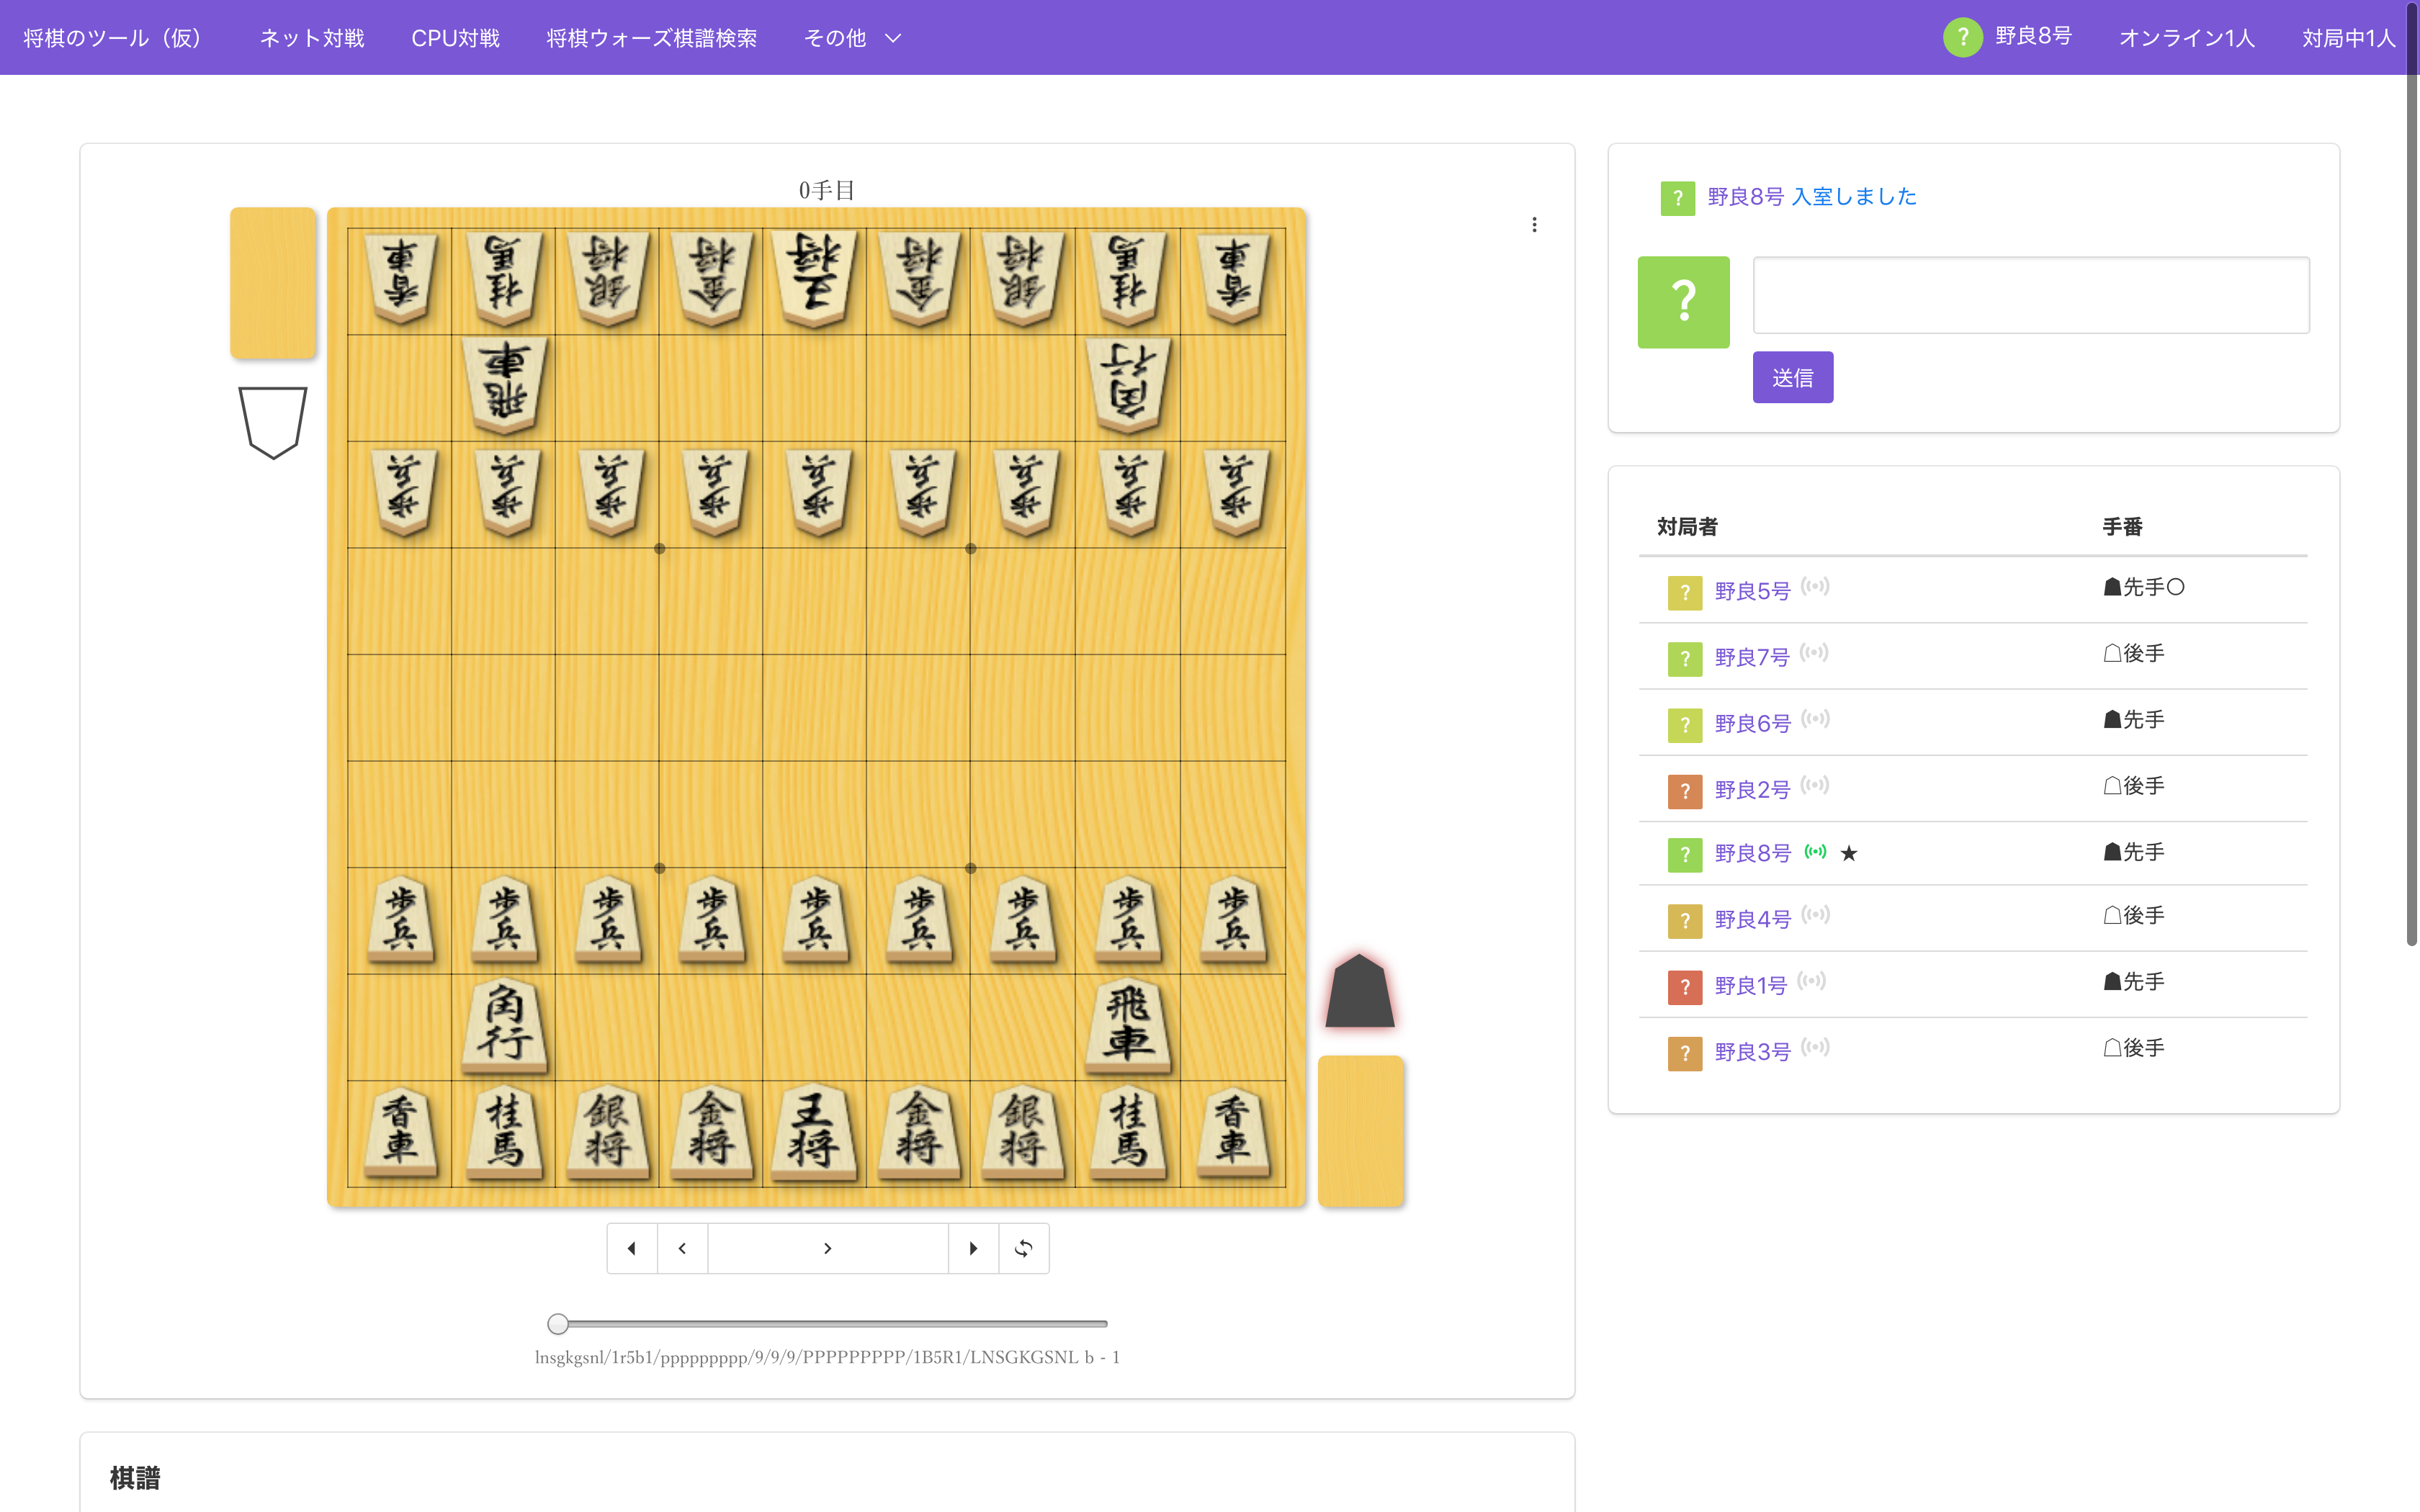 将棋のツール（仮） ネット対戦 CPU対戦 将棋ウォーズ棋譜検索 その他 ? 野良8号 オンライン1人 対局中1人
0手目
香車 桂馬 銀将 金将 王将 金将 銀将 桂馬 香車
飛車 角行
歩兵 歩兵 歩兵 歩兵 歩兵 歩兵 歩兵 歩兵 歩兵
歩兵 歩兵 歩兵 歩兵 歩兵 歩兵 歩兵 歩兵 歩兵
角行 飛車
香車 桂馬 銀将 金将 王将 金将 銀将 桂馬 香車
lnsgkgsnl/1r5b1/ppppppppp/9/9/9/PPPPPPPPP/1B5R1/LNSGKGSNL b - 1
棋譜
? 野良8号 入室しました
?
送信
対局者 手番
? 野良5号 ☗先手○
? 野良7号 ☖後手
? 野良6号 ☗先手
? 野良2号 ☖後手
? 野良8号 ★ ☗先手
? 野良4号 ☖後手
? 野良1号 ☗先手
? 野良3号 ☖後手